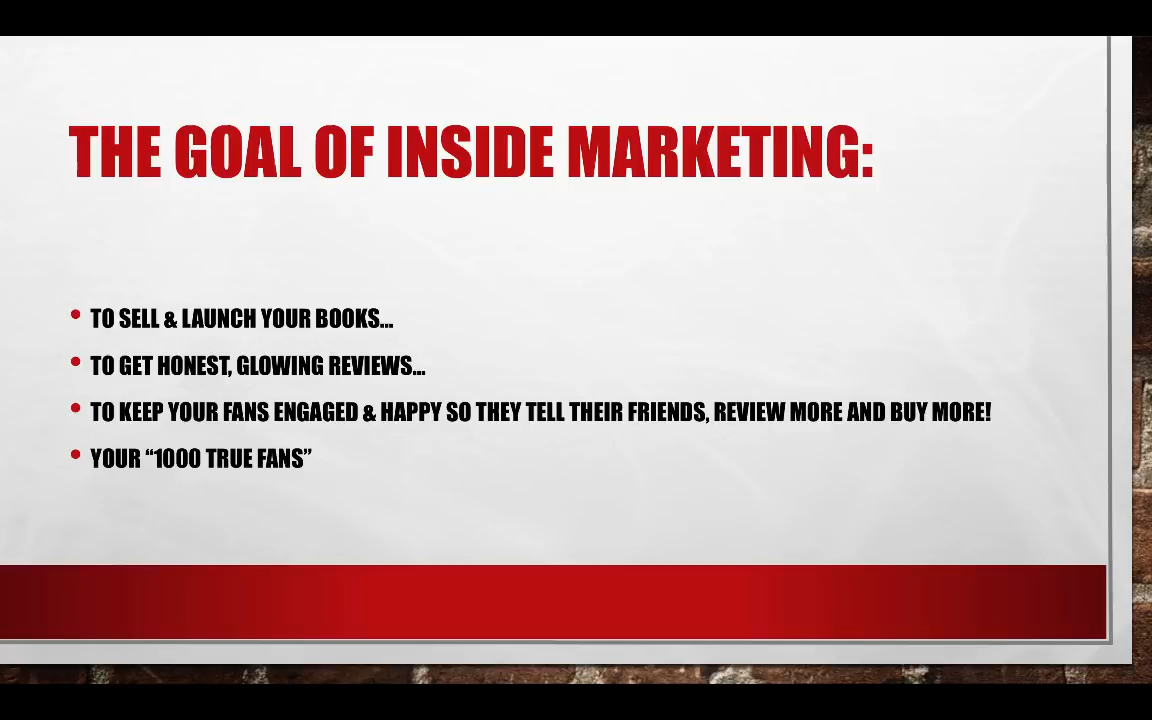 THE GOAL OF INSIDE MARKETING:
• TO SELL & LAUNCH YOUR BOOKS...
• TO GET HONEST, GLOWING REVIEWS...
• TO KEEP YOUR FANS ENGAGED & HAPPY SO THEY TELL THEIR FRIENDS, REVIEW MORE AND BUY MORE!
• YOUR “1000 TRUE FANS”